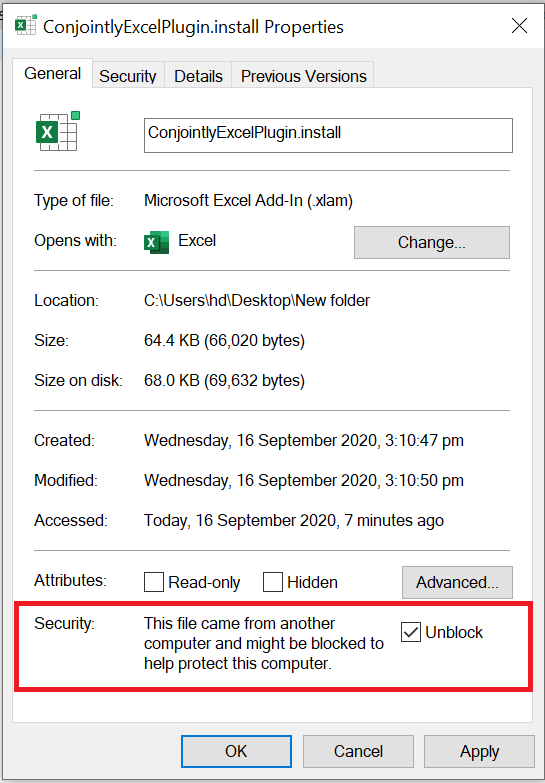 ConjointlyExcelPlugin.install Properties
General Security Details Previous Versions
ConjointlyExcelPlugin.install
Type of file: Microsoft Excel Add-In (.xlam)
Opens with: Excel Change...
Location: C:\Users\hd\Desktop\New folder
Size: 64.4 KB (66,020 bytes)
Size on disk: 68.0 KB (69,632 bytes)
Created: Wednesday, 16 September 2020, 3:10:47 pm
Modified: Wednesday, 16 September 2020, 3:10:50 pm
Accessed: Today, 16 September 2020, 7 minutes ago
Attributes: Read-only Hidden Advanced...
Security: This file came from another
computer and might be blocked to
help protect this computer.
Unblock
OK Cancel Apply